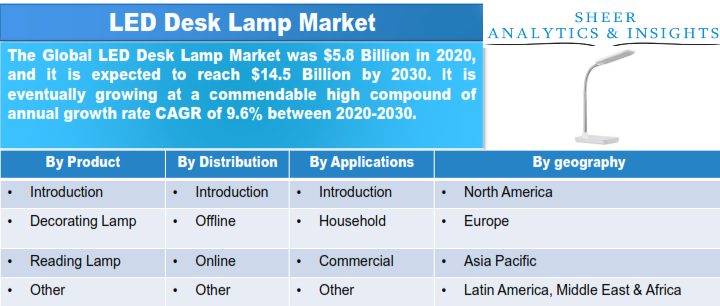 LED Desk Lamp Market
SHEER
ANALYTICS & INSIGHTS
The Global LED Desk Lamp Market was $5.8 Billion in 2020,
and it is expected to reach $14.5 Billion by 2030. It is
eventually growing at a commendable high compound of
annual growth rate CAGR of 9.6% between 2020-2030.
By Product By Distribution By Applications By geography
• Introduction • Introduction • Introduction • North America
• Decorating Lamp • Offline • Household • Europe
• Reading Lamp • Online • Commercial • Asia Pacific
• Other • Other • Other • Latin America, Middle East & Africa